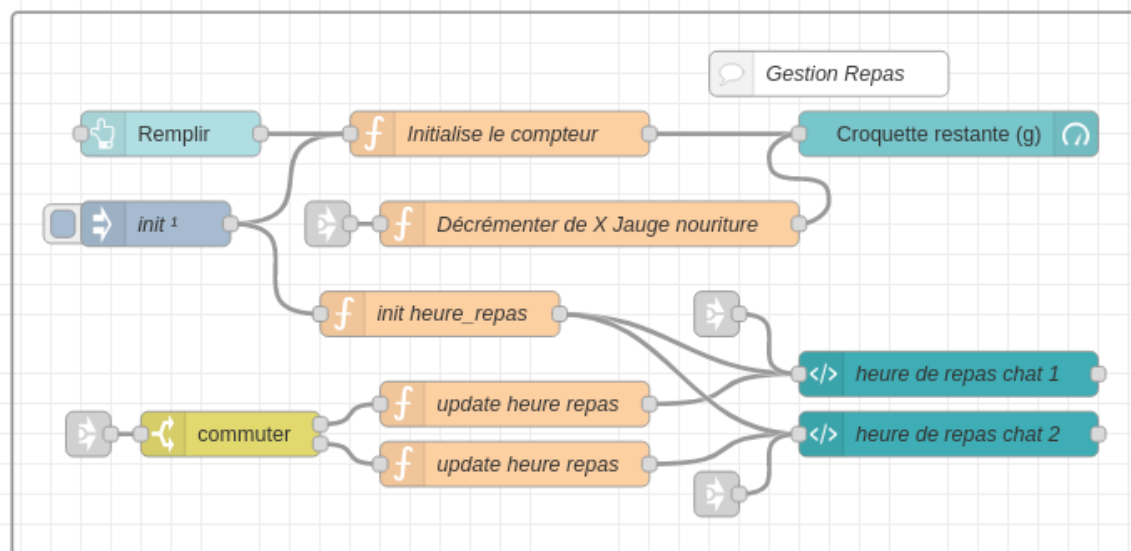 Gestion Repas
Remplir
Initialise le compteur
Croquette restante (g)
init ¹
Décrémenter de X Jauge nouriture
init heure_repas
heure de repas chat 1
update heure repas
commuter
heure de repas chat 2
update heure repas